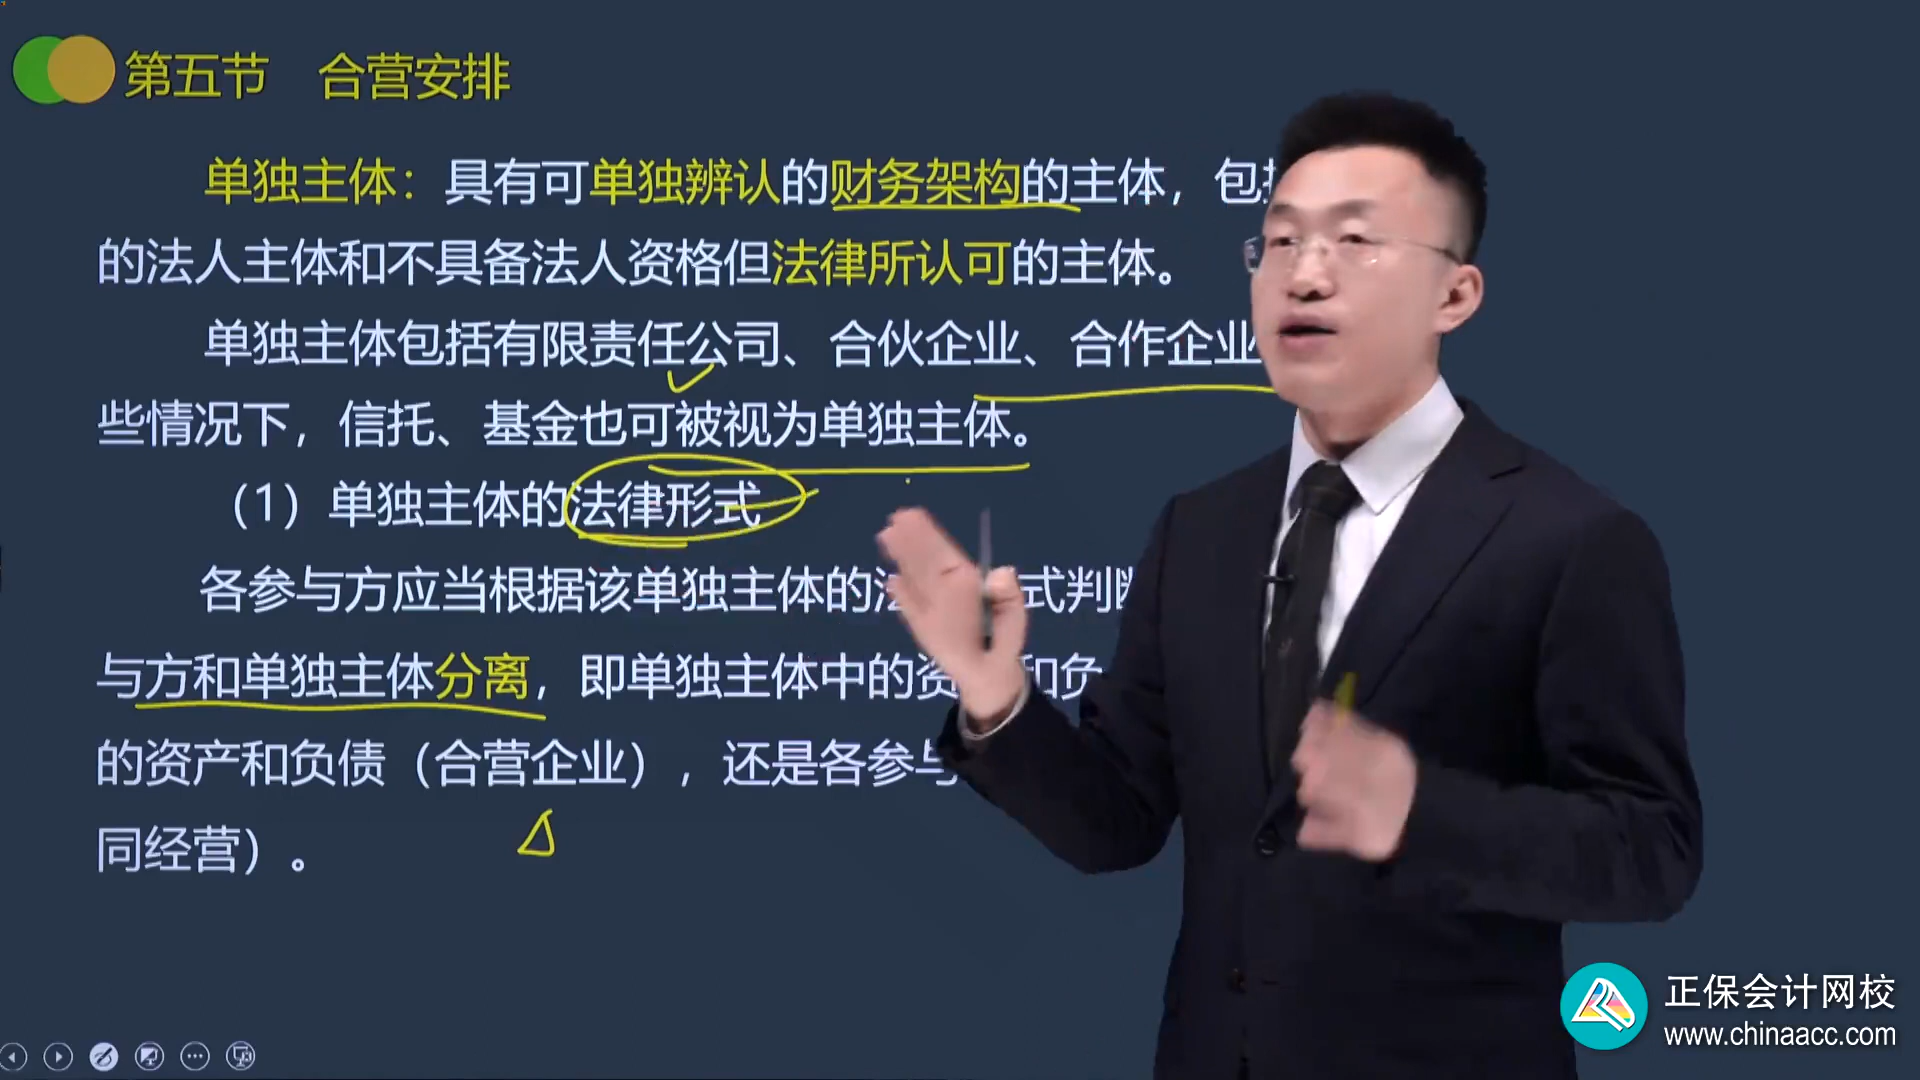 第五节 合营安排
单独主体：具有可单独辨认的财务架构的主体，包
的法人主体和不具备法人资格但法律所认可的主体。
单独主体包括有限责任公司、合伙企业、合作企业
些情况下，信托、基金也可被视为单独主体。
（1）单独主体的法律形式
各参与方应当根据该单独主体的 式判
与方和单独主体分离，即单独主体中的资 和负
的资产和负债（合营企业），还是各参与
同经营）。
正保会计网校
www.chinaacc.com